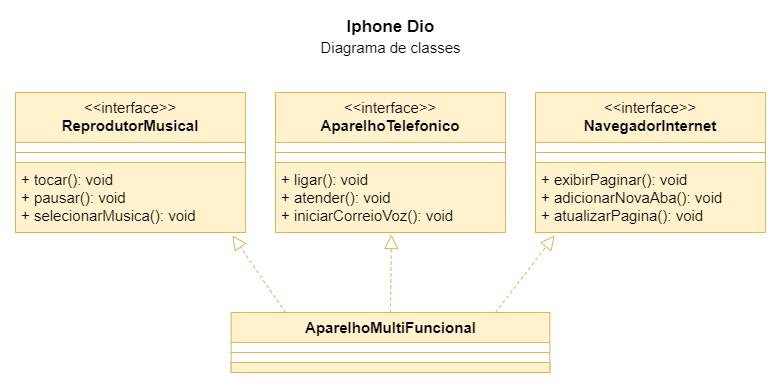 Iphone Dio
Diagrama de classes
<<interface>>
ReprodutorMusical
+ tocar(): void
+ pausar(): void
+ selecionarMusica(): void
<<interface>>
AparelhoTelefonico
+ ligar(): void
+ atender(): void
+ iniciarCorreioVoz(): void
<<interface>>
NavegadorInternet
+ exibirPaginar(): void
+ adicionarNovaAba(): void
+ atualizarPagina(): void
AparelhoMultiFuncional